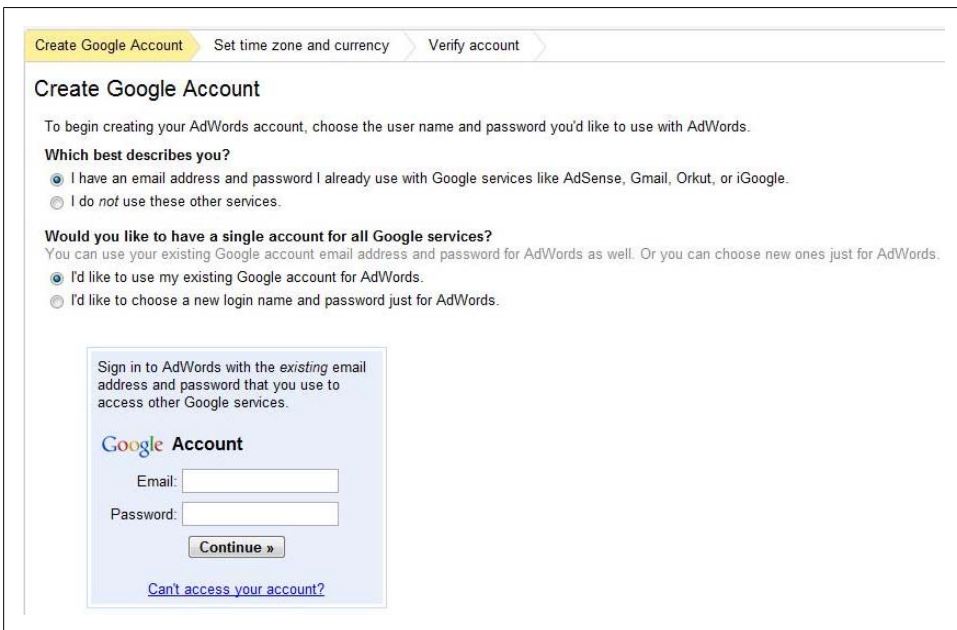 Create Google Account Set time zone and currency Verify account
Create Google Account
To begin creating your AdWords account, choose the user name and password you'd like to use with AdWords.
Which best describes you?
I have an email address and password I already use with Google services like AdSense, Gmail, Orkut, or iGoogle.
I do not use these other services.
Would you like to have a single account for all Google services?
You can use your existing Google account email address and password for AdWords as well. Or you can choose new ones just for AdWords.
I'd like to use my existing Google account for AdWords.
I'd like to choose a new login name and password just for AdWords.
Sign in to AdWords with the existing email
address and password that you use to
access other Google services.
Google Account
Email:
Password:
Continue »
Can't access your account?